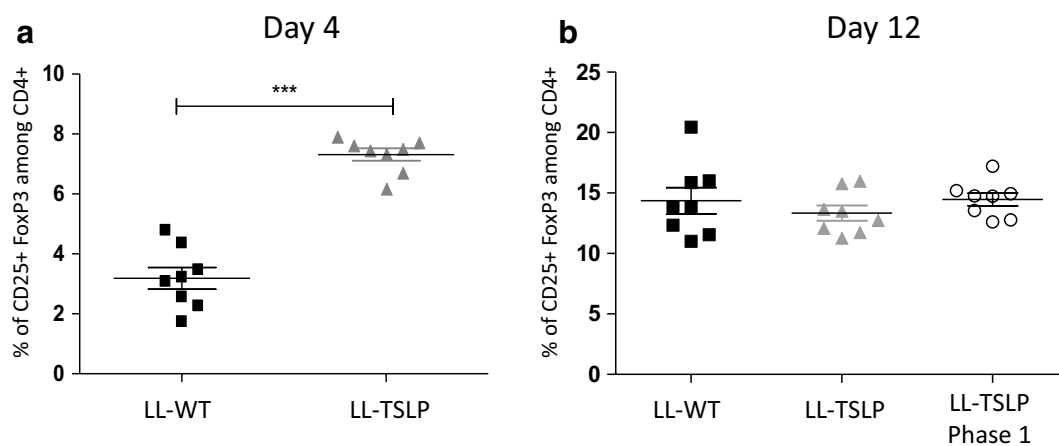 a
Day 4
% of CD25+ FoxP3 among CD4+
10
8
6
4
2
0
***
LL-WT
LL-TSLP
b
Day 12
% of CD25+ FoxP3 among CD4+
25
20
15
10
5
0
LL-WT
LL-TSLP
LL-TSLP
Phase 1